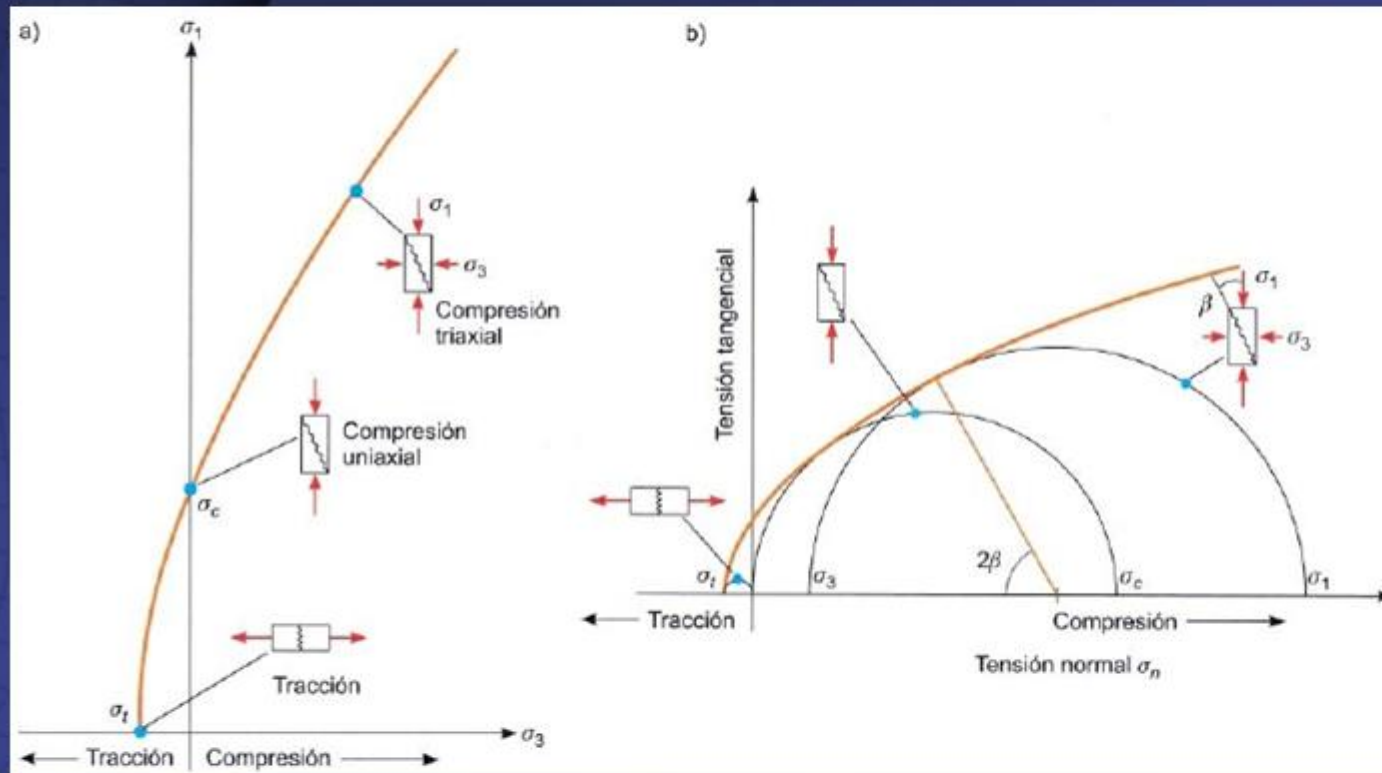 a)
σ1
σ1
σ3
Compresión
triaxial
Compresión
uniaxial
σc
Tracción
σt
σ3
Tracción
Compresión
b)
Tensión tangencial
σ1
β
σ3
2β
σt
σ3
σc
σ1
Tracción
Compresión
Tensión normal σn